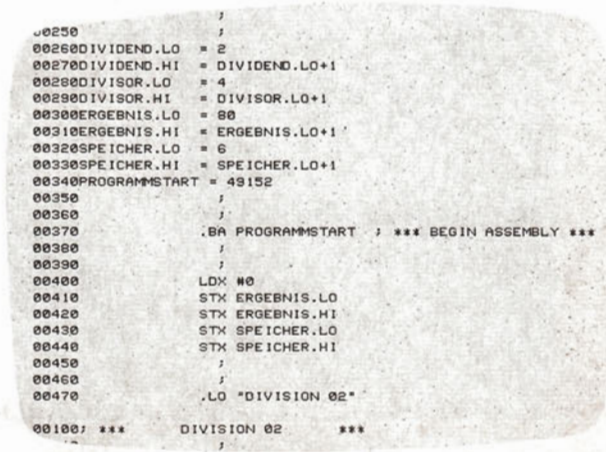 ;
00250 ;
00260DIVIDEND.LO = 2
00270DIVIDEND.HI = DIVIDEND.LO+1
00280DIVISOR.LO = 4
00290DIVISOR.HI = DIVISOR.LO+1
00300ERGEBNIS.LO = 80
00310ERGEBNIS.HI = ERGEBNIS.LO+1
00320SPEICHER.LO = 6
00330SPEICHER.HI = SPEICHER.LO+1
00340PROGRAMMSTART = 49152
00350 ;
00360 ;
00370 .BA PROGRAMMSTART ; *** BEGIN ASSEMBLY ***
00380 ;
00390 ;
00400 LDX #0
00410 STX ERGEBNIS.LO
00420 STX ERGEBNIS.HI
00430 STX SPEICHER.LO
00440 STX SPEICHER.HI
00450 ;
00460 ;
00470 .LO "DIVISION 02"
00100; *** DIVISION 02 ***
;